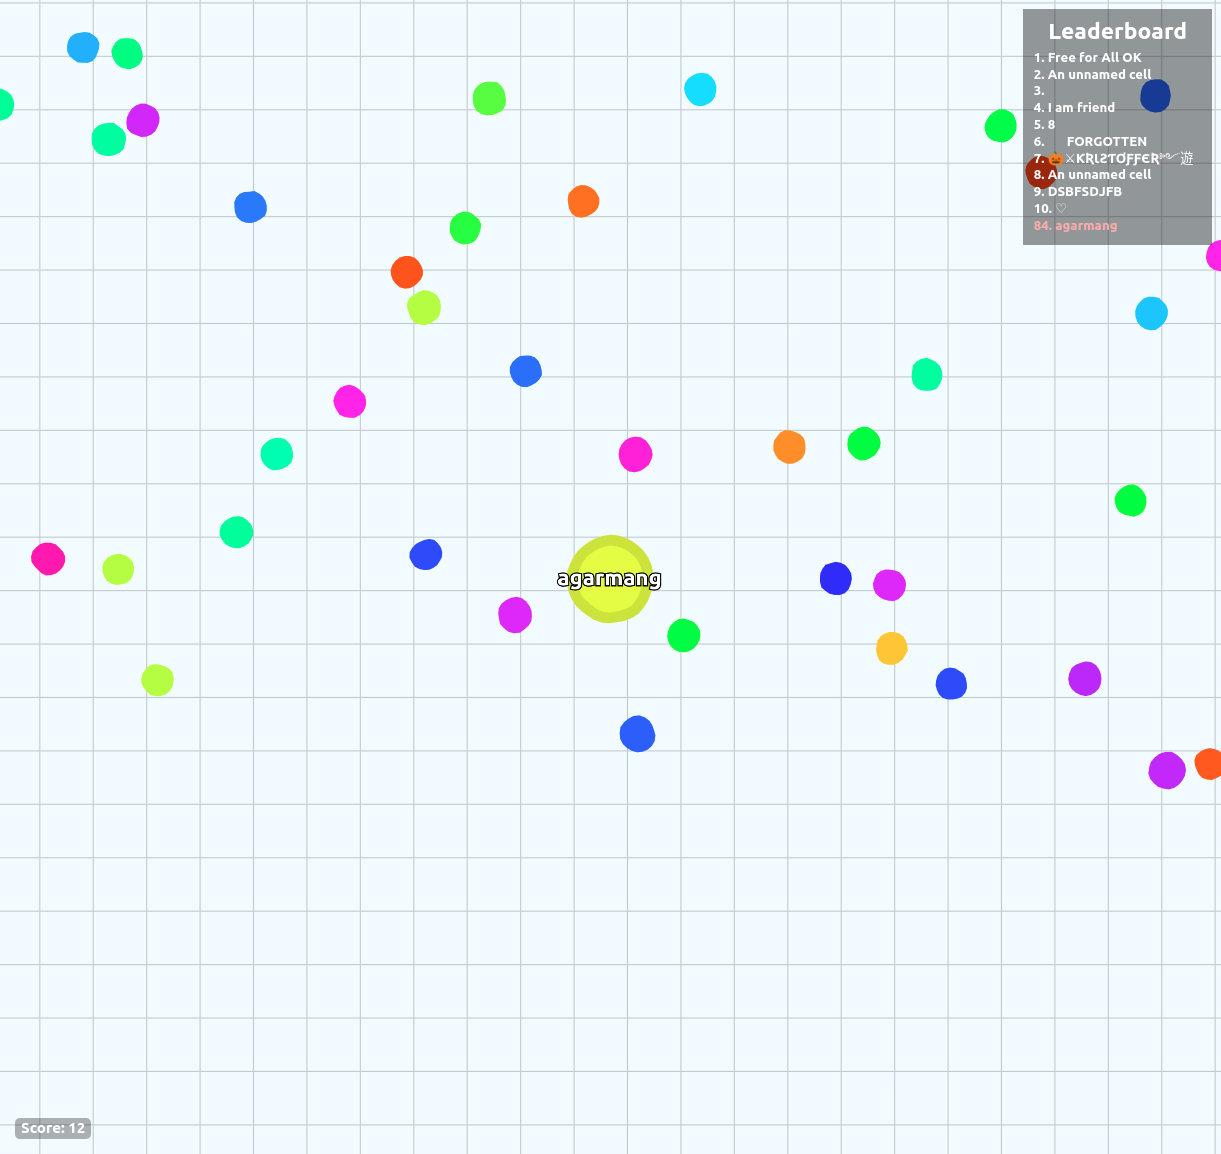 Leaderboard
1. Free for All OK
2. An unnamed cell
3.
4. I am friend
5. 8
6. FORGOTTEN
8. An unnamed cell
9. DSBFSDJFB
10. ♡
84. agarmang
agarmang
Score: 12